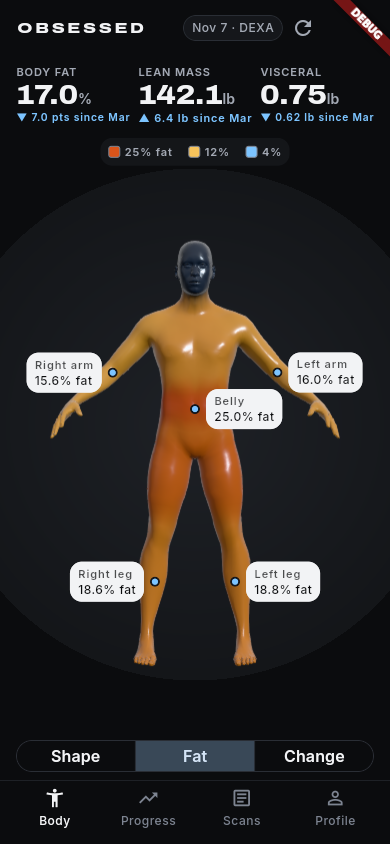 OBSESSED
Nov 7 · DEXA
DEBUG
BODY FAT
17.0%
▼ 7.0 pts since Mar
LEAN MASS
142.1lb
▲ 6.4 lb since Mar
VISCERAL
0.75lb
▼ 0.62 lb since Mar
25% fat
12%
4%
Right arm
15.6% fat
Left arm
16.0% fat
Belly
25.0% fat
Right leg
18.6% fat
Left leg
18.8% fat
Shape
Fat
Change
Body
Progress
Scans
Profile